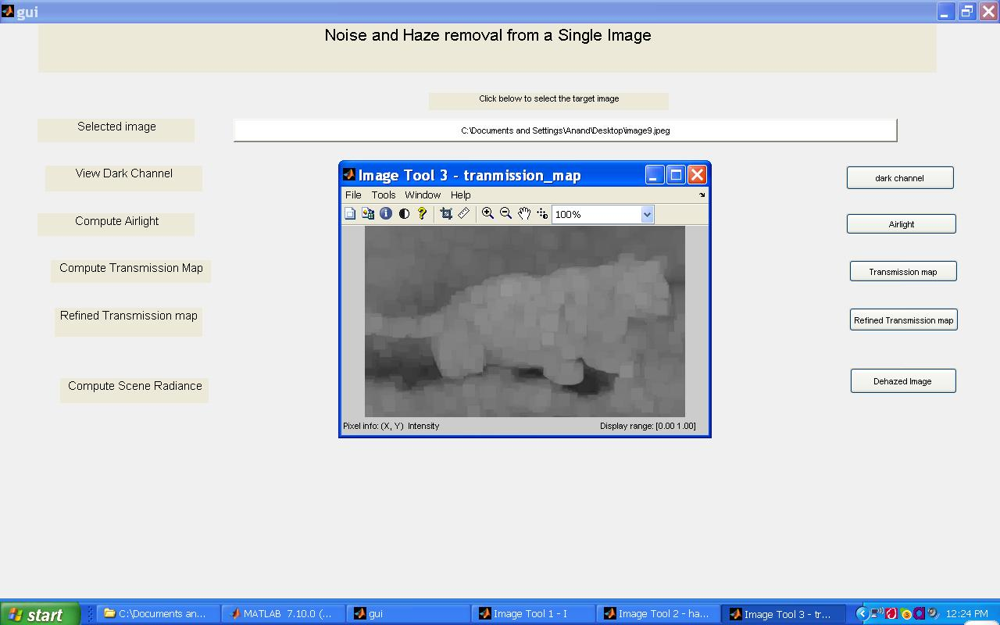 gui
Noise and Haze removal from a Single Image
Click below to select the target image
Selected image
C:\Documents and Settings\Anand\Desktop\image9.jpeg
View Dark Channel
dark channel
Image Tool 3 - tranmission_map
File Tools Window Help
100%
Compute Airlight
Airlight
Compute Transmission Map
Transmission map
Refined Transmission map
Refined Transmission map
Compute Scene Radiance
Dehazed Image
Pixel info: (X, Y) Intensity
Display range: [0.00 1.00]
start
C:\Documents an...
MATLAB 7.10.0 (...
gui
Image Tool 1 - I
Image Tool 2 - ha...
Image Tool 3 - tr...
12:24 PM